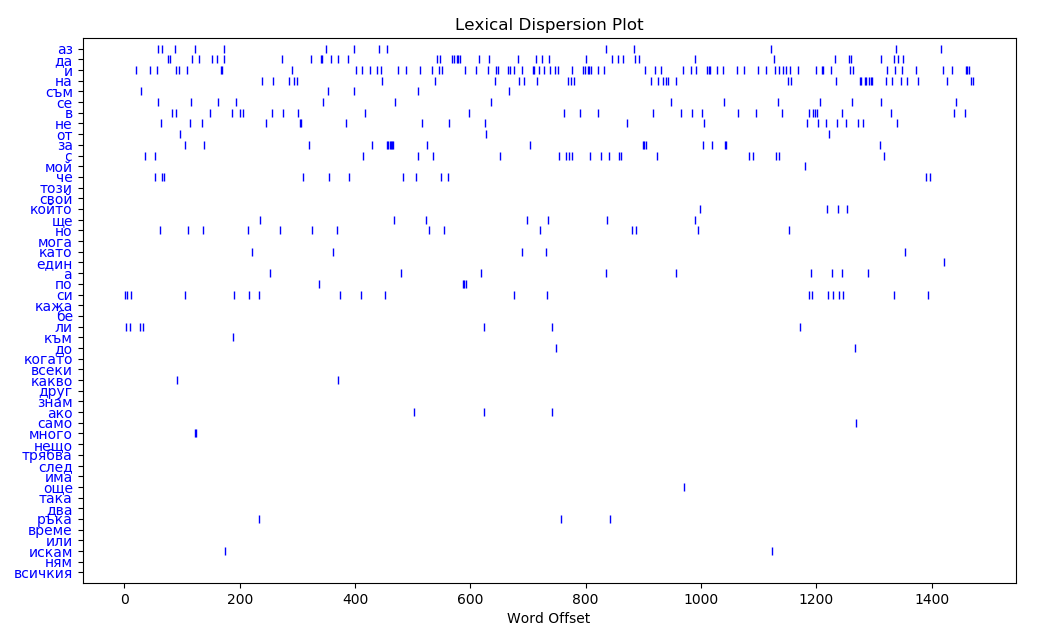 Lexical Dispersion Plot
аз
да
и
на
съм
се
в
не
от
за
с
мой
че
този
свой
който
ще
но
мога
като
един
а
по
си
кажа
бе
ли
към
до
когато
всеки
какво
друг
знам
ако
само
много
нещо
трябва
след
има
още
така
два
ръка
време
или
искам
ням
всичкия
0 200 400 600 800 1000 1200 1400
Word Offset